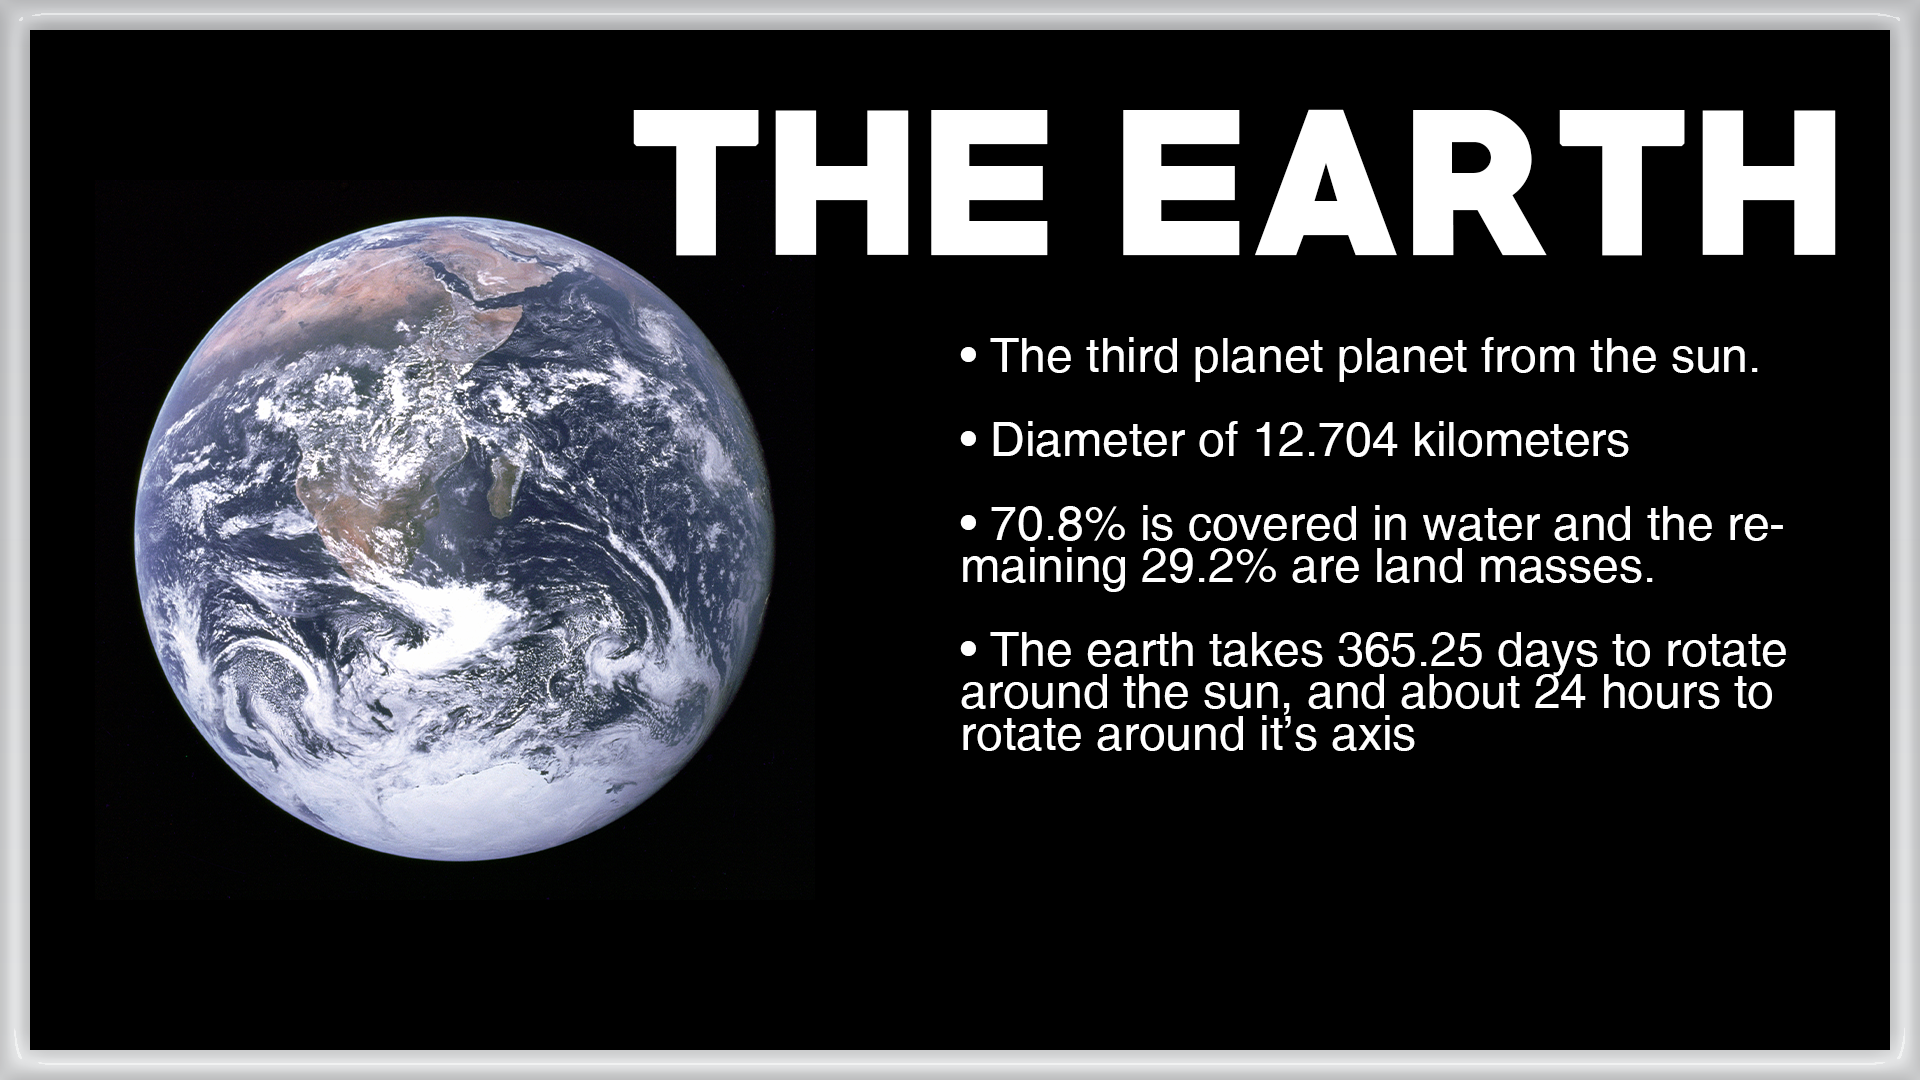 THE EARTH
• The third planet planet from the sun.
• Diameter of 12.704 kilometers
• 70.8% is covered in water and the re-
maining 29.2% are land masses.
• The earth takes 365.25 days to rotate
around the sun, and about 24 hours to
rotate around it’s axis